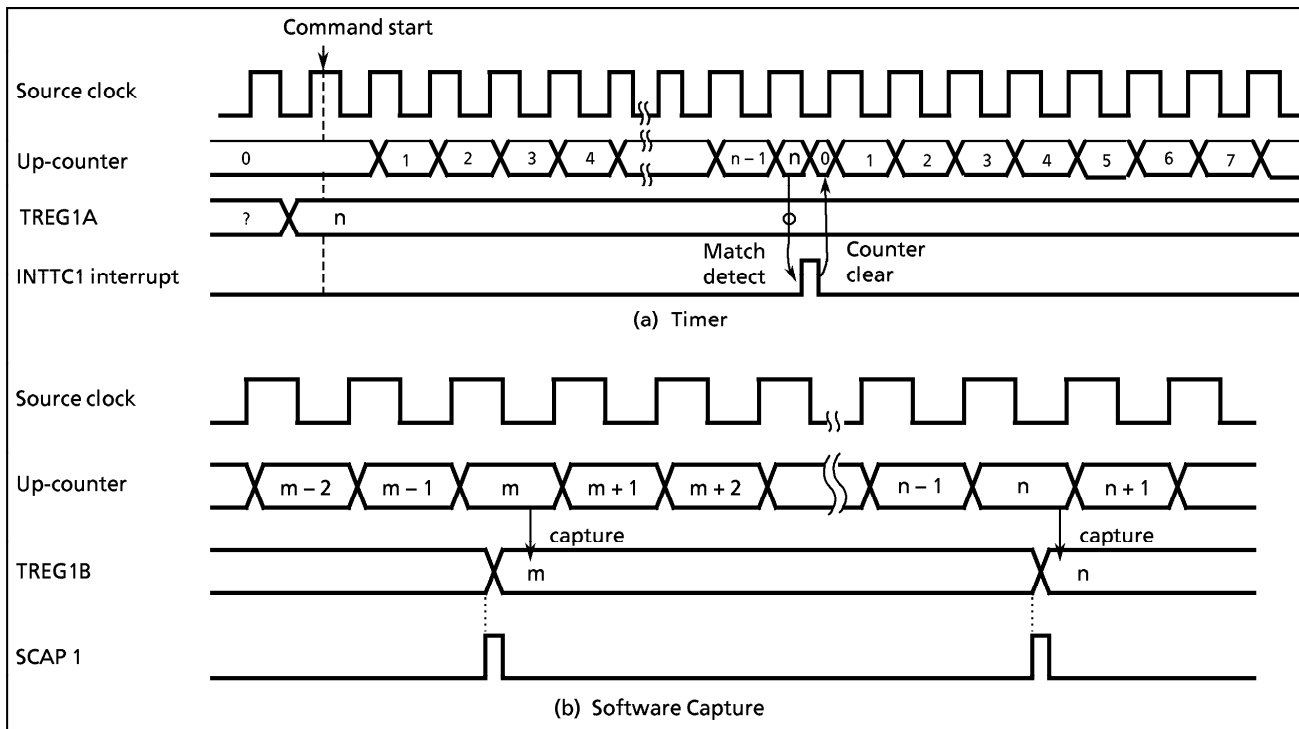 Command start
Source clock
Up-counter 0 1 2 3 4 n – 1 n 0 1 2 3 4 5 6 7
TREG1A ? n
Match detect
Counter clear
INTTC1 interrupt
(a) Timer
Source clock
Up-counter m – 2 m – 1 m m + 1 m + 2 n – 1 n n + 1
capture capture
TREG1B m n
SCAP 1
(b) Software Capture